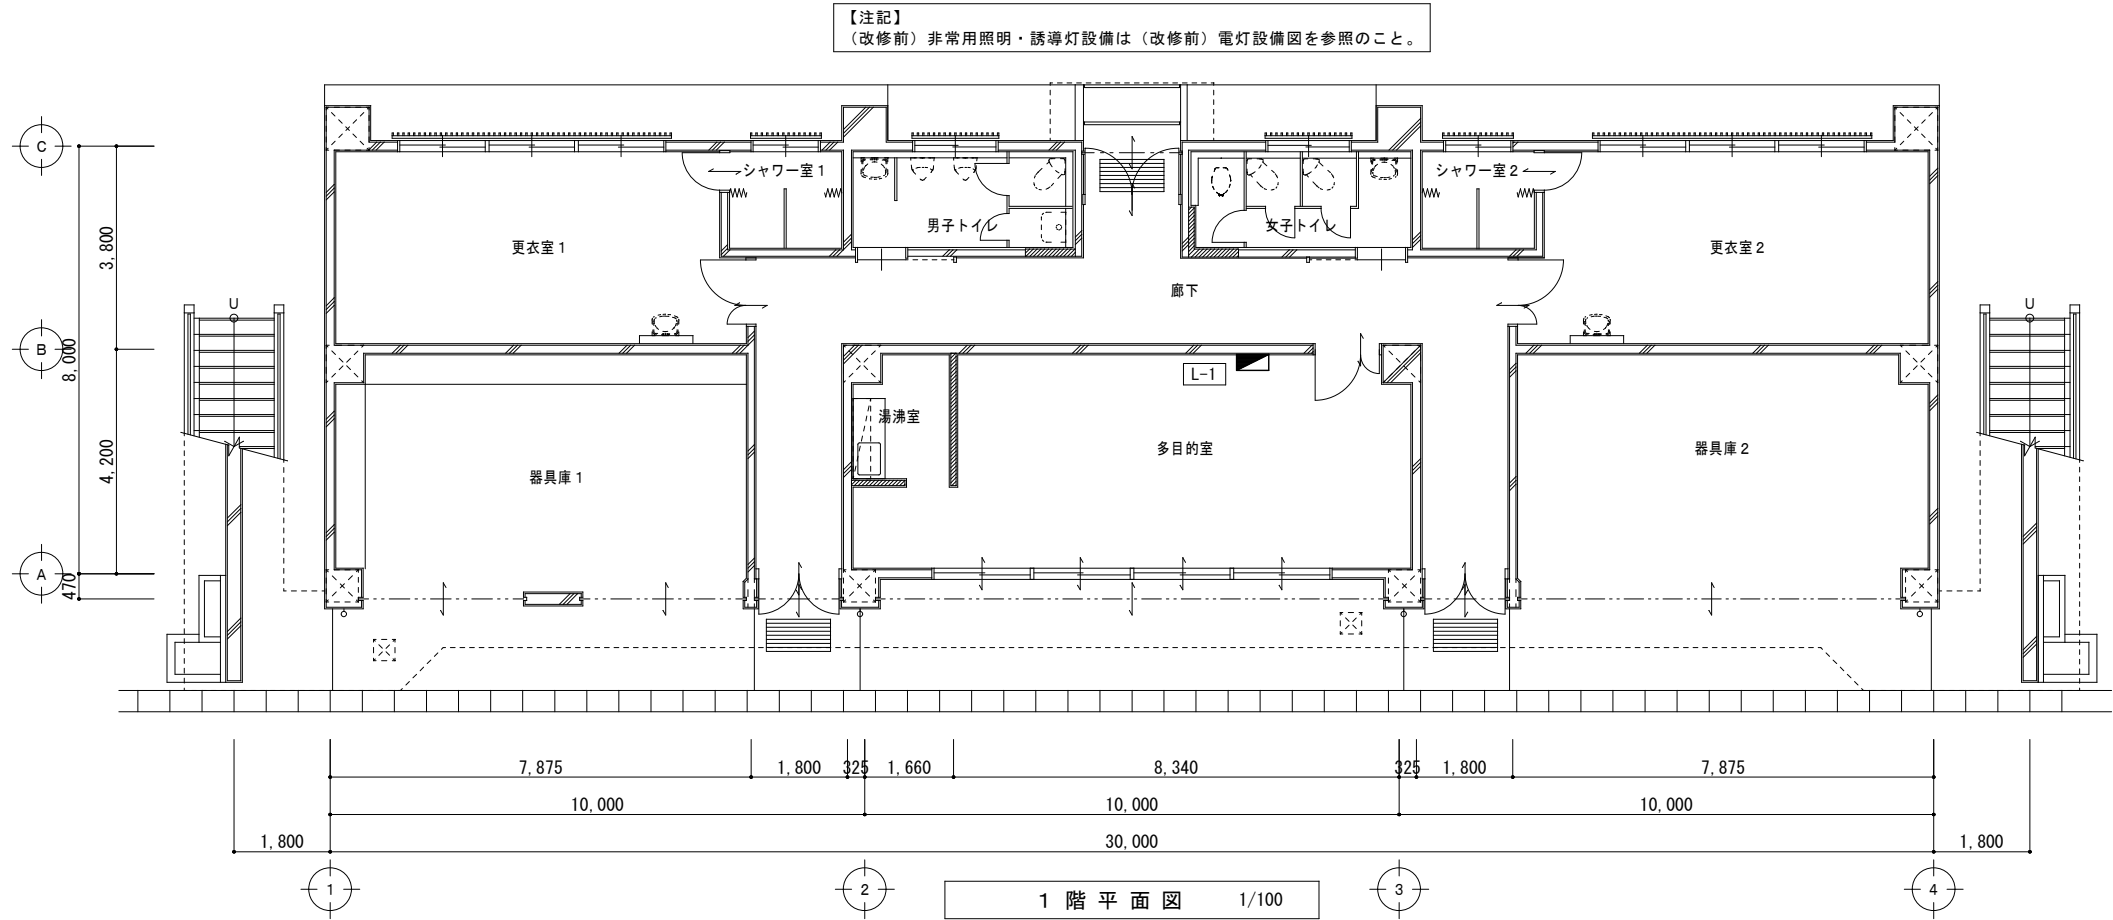 【注記】
（改修前）非常用照明・誘導灯設備は（改修前）電灯設備図を参照のこと。
C
シャワー室１
シャワー室２
男子トイレ
女子トイレ
3,800
更衣室１
更衣室２
廊下
U
U
B
8,000
L-1
湯沸室
4,200
多目的室
器具庫２
器具庫１
A
470
7,875
1,800
325
1,660
8,340
325
1,800
7,875
10,000
10,000
10,000
1,800
30,000
1,800
1
2
3
4
１階平面図 1/100